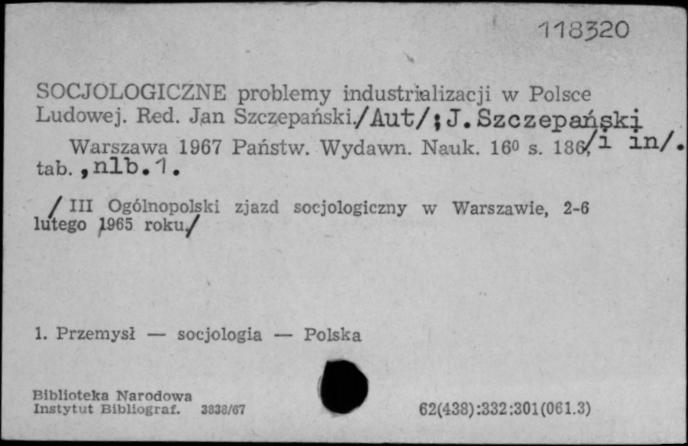 118320
SOCJOLOGICZNE problemy industrializacji w Polsce
Ludowej. Red. Jan Szczepański./Aut/; J. Szczepański
/i in/.
Warszawa 1967 Państw. Wydawn. Nauk. 16⁰ s. 186,
tab. , nlb. 1.
/ III Ogólnopolski zjazd socjologiczny w Warszawie, 2-6
lutego 1965 roku/
1. Przemysł — socjologia — Polska
Biblioteka Narodowa
Instytut Bibliograf. 3838/67
62(438):332:301(061.3)